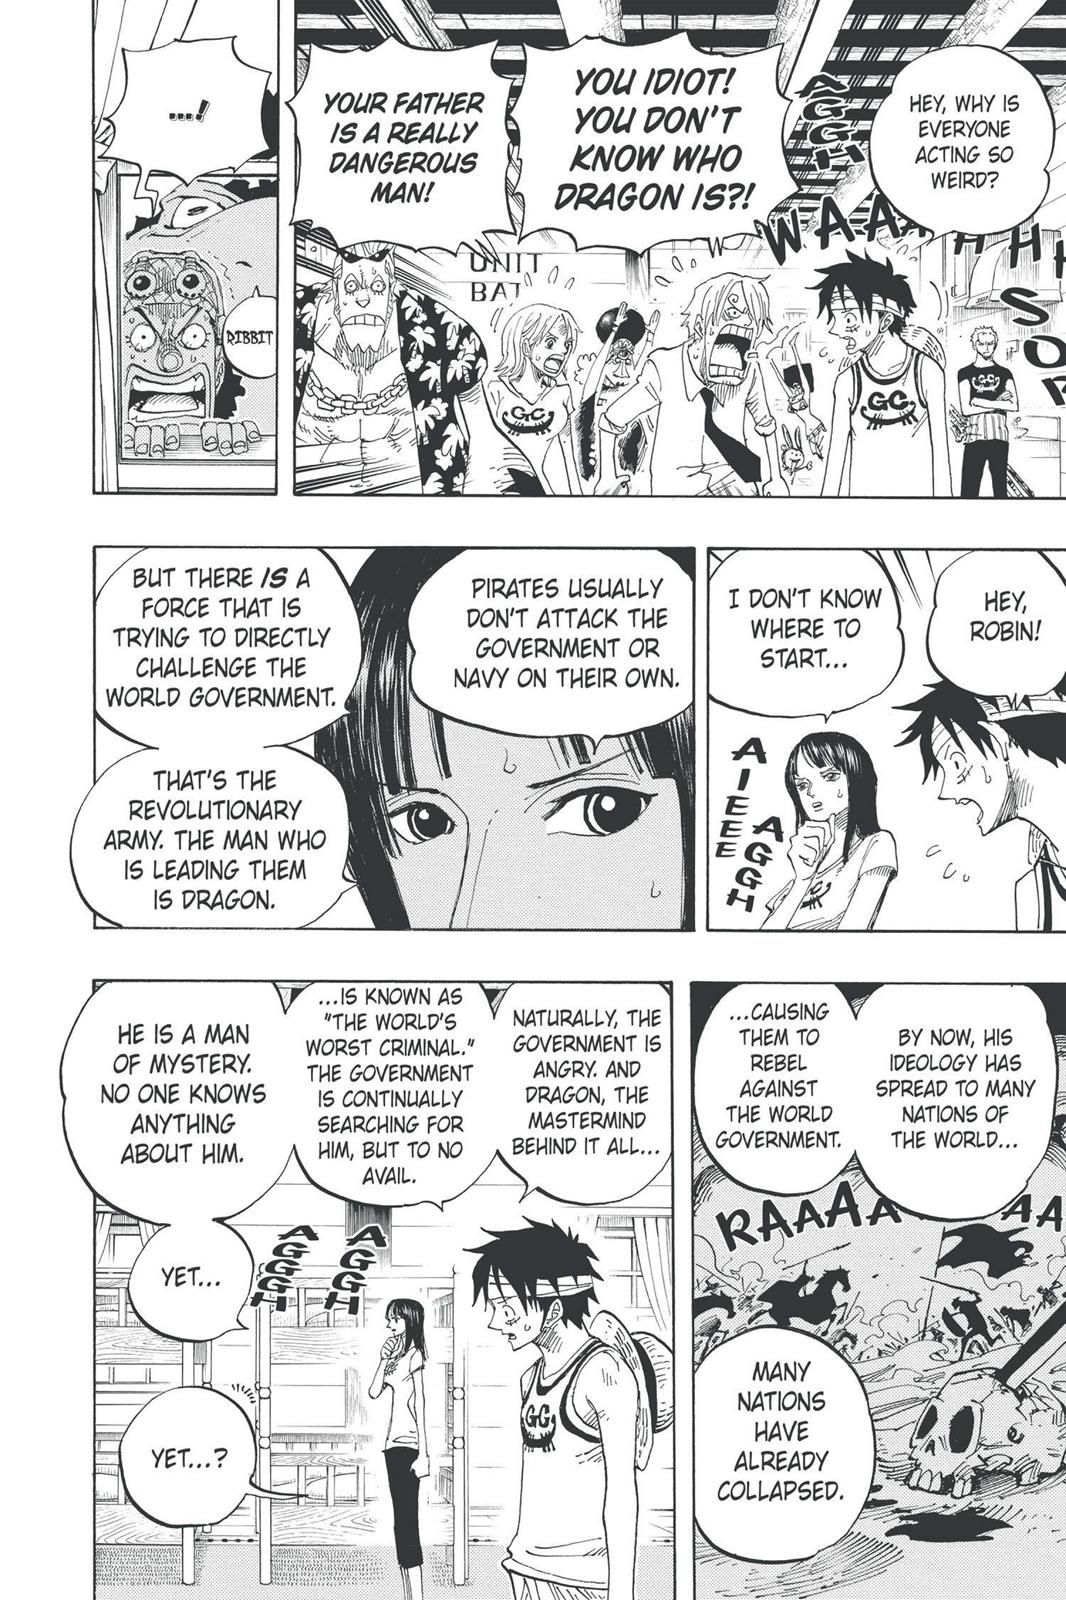 HEY, WHY IS
EVERYONE
ACTING SO
WEIRD?
AGGH
WAAA
AHHH
YOU IDIOT!
YOU DON'T
KNOW WHO
DRAGON IS?!
YOUR FATHER
IS A REALLY
DANGEROUS
MAN!
UNIT
BAT
GC
GC
.....!
RIBBIT
HEY,
ROBIN!
I DON'T KNOW
WHERE TO
START...
AIEEE
AGGH
PIRATES USUALLY
DON'T ATTACK THE
GOVERNMENT OR
NAVY ON THEIR OWN.
BUT THERE IS A
FORCE THAT IS
TRYING TO DIRECTLY
CHALLENGE THE
WORLD GOVERNMENT.
THAT'S THE
REVOLUTIONARY
ARMY. THE MAN WHO
IS LEADING THEM
IS DRAGON.
BY NOW, HIS
IDEOLOGY HAS
SPREAD TO MANY
NATIONS OF
THE WORLD...
...CAUSING
THEM TO
REBEL
AGAINST
THE WORLD
GOVERNMENT.
RAAAA
AA
MANY
NATIONS
HAVE
ALREADY
COLLAPSED.
NATURALLY, THE
GOVERNMENT IS
ANGRY. AND
DRAGON, THE
MASTERMIND
BEHIND IT ALL...
...IS KNOWN AS
"THE WORLD'S
WORST CRIMINAL."
THE GOVERNMENT
IS CONTINUALLY
SEARCHING FOR
HIM, BUT TO NO
AVAIL.
HE IS A MAN
OF MYSTERY.
NO ONE KNOWS
ANYTHING
ABOUT HIM.
AGGH
AGGGH
YET...
YET...?
GC